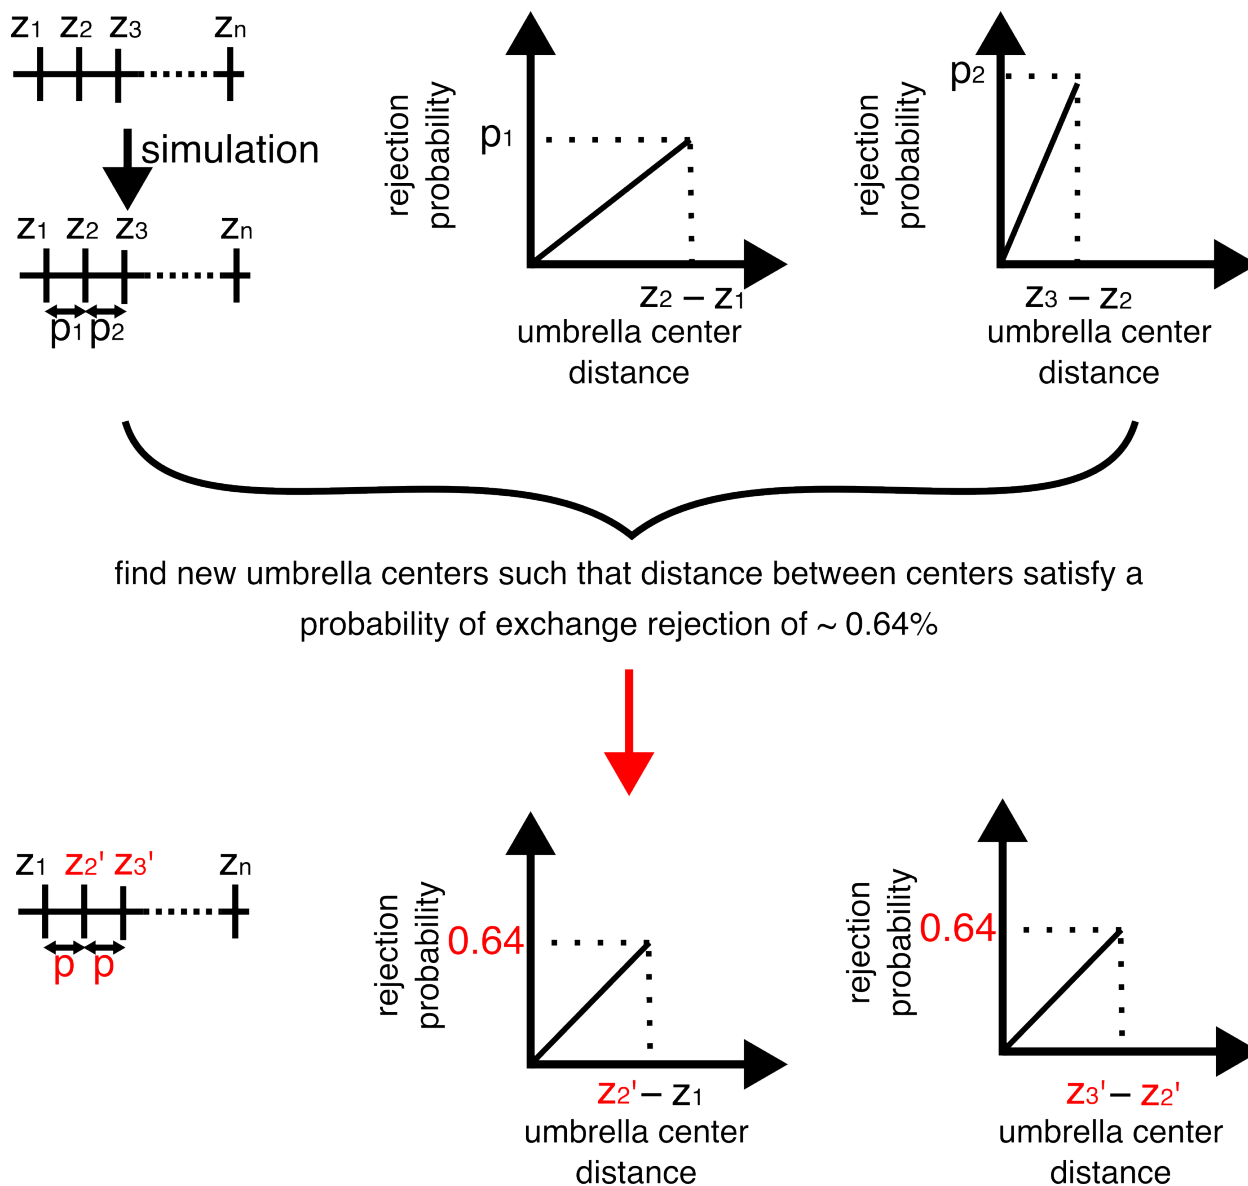 z1 z2 z3 zn
simulation
z1 z2 z3 zn
p1 p2
rejection
probability
p1
z2 – z1
umbrella center
distance
rejection
probability
p2
z3 – z2
umbrella center
distance
find new umbrella centers such that distance between centers satisfy a
probability of exchange rejection of ~ 0.64%
z1 z2' z3' zn
p p
rejection
probability
0.64
z2' – z1
umbrella center
distance
rejection
probability
0.64
z3' – z2'
umbrella center
distance